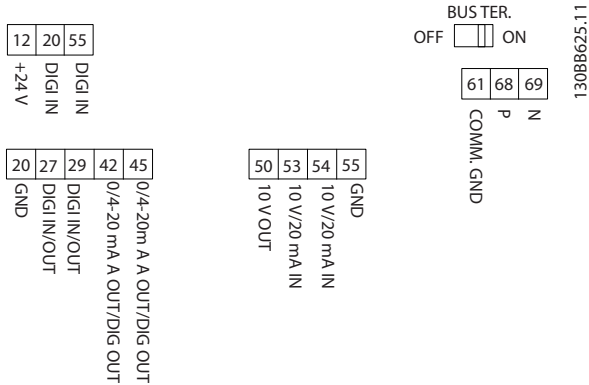 BUS TER.
OFF ON
130BB625.11
12 20 55
+24 V
DIGI IN
DIGI IN
61 68 69
COMM. GND
P
N
20 27 29 42 45
GND
DIGI IN/OUT
DIGI IN/OUT
0/4-20 mA A OUT/DIG OUT
0/4-20m A A OUT/DIG OUT
50 53 54 55
10 V OUT
10 V/20 mA IN
10 V/20 mA IN
GND